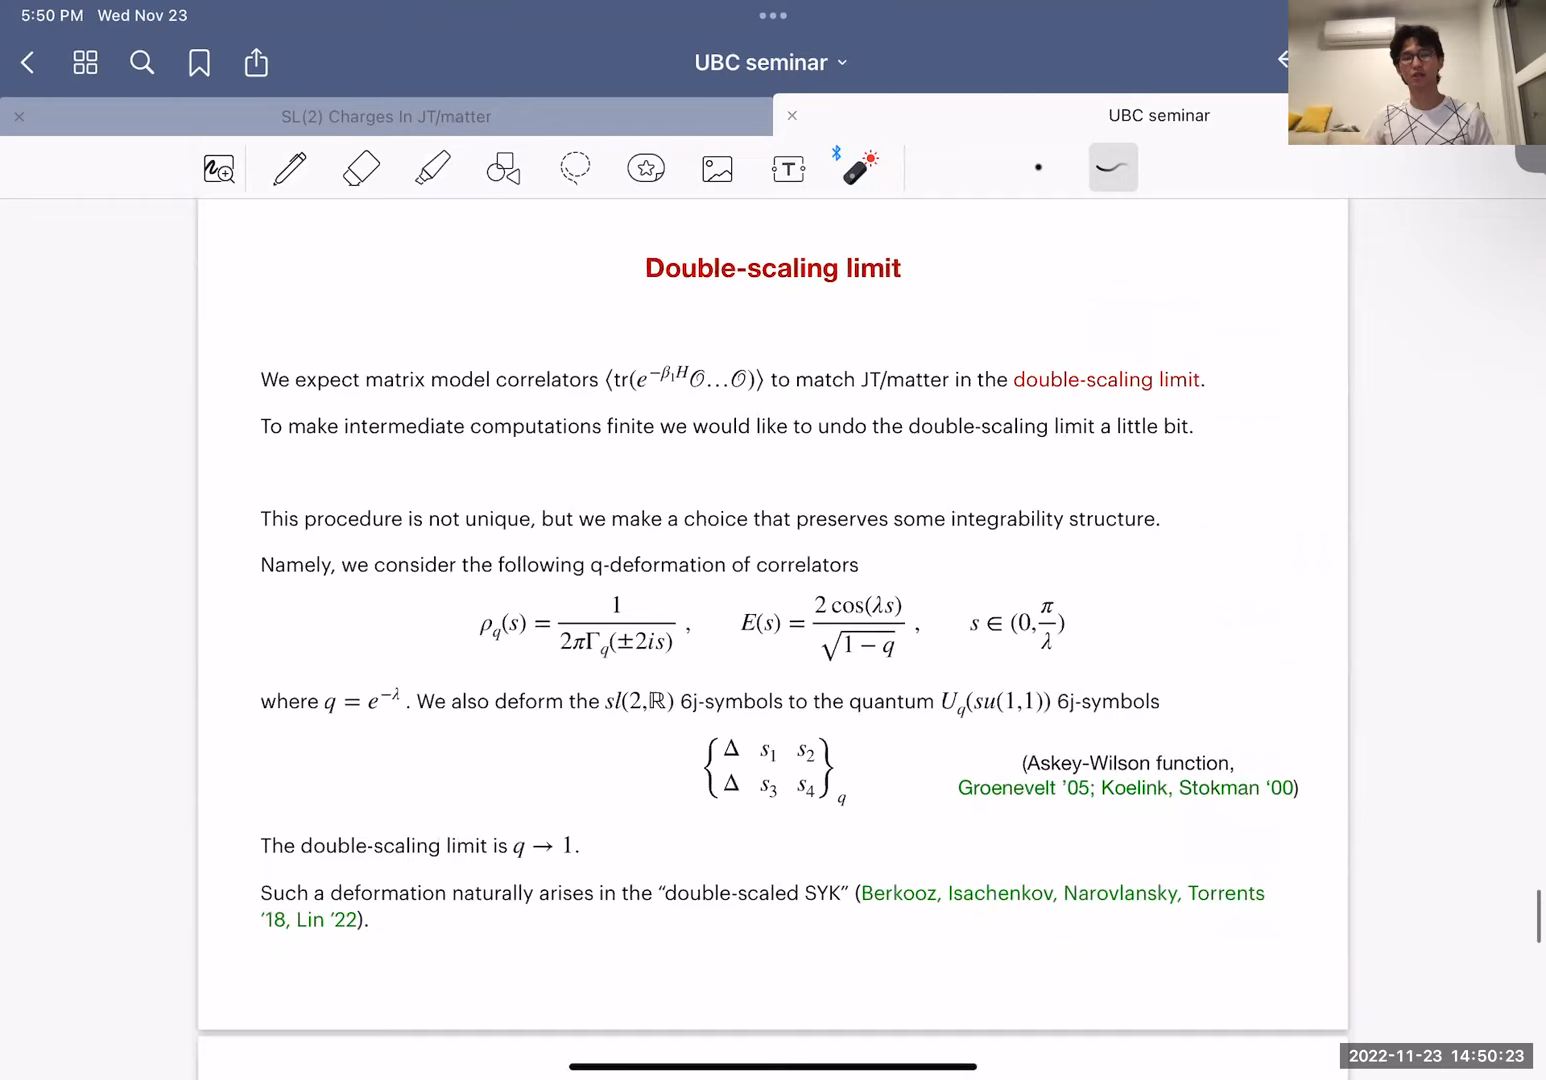 5:50 PM Wed Nov 23
UBC seminar
SL(2) Charges In JT/matter
UBC seminar
T
Double-scaling limit
We expect matrix model correlators ⟨tr(e^{−β₁H}𝒪…𝒪)⟩ to match JT/matter in the double-scaling limit.
To make intermediate computations finite we would like to undo the double-scaling limit a little bit.
This procedure is not unique, but we make a choice that preserves some integrability structure.
Namely, we consider the following q-deformation of correlators
ρ_q(s) = 1 / (2πΓ_q(±2is)) , E(s) = 2 cos(λs) / √(1 − q) , s ∈ (0, π/λ)
where q = e^{−λ} . We also deform the sl(2,ℝ) 6j-symbols to the quantum U_q(su(1,1)) 6j-symbols
{Δ s₁ s₂
Δ s₃ s₄}_q
(Askey-Wilson function,
Groenevelt '05; Koelink, Stokman '00)
The double-scaling limit is q → 1.
Such a deformation naturally arises in the “double-scaled SYK” (Berkooz, Isachenkov, Narovlansky, Torrents
'18, Lin '22).
2022-11-23 14:50:23